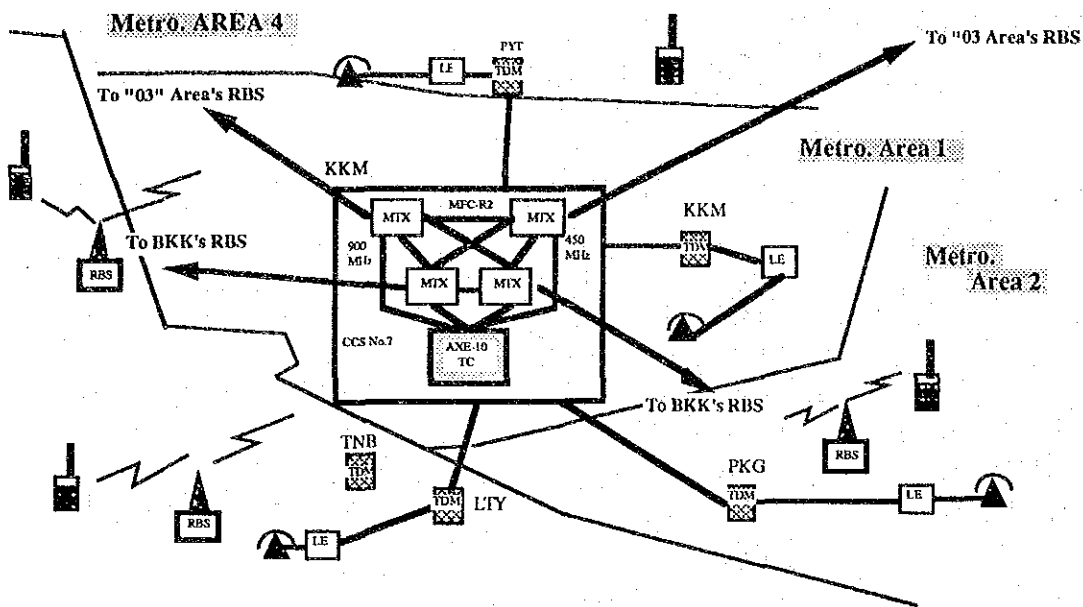 Metro. AREA 4
PYT
To "03 Area's RBS
LE
TDM
To "03" Area's RBS
Metro. Area 1
KKM
MFC-R2
MTX
MTX
KKM
900
MHz
450
MHz
TDM
LE
To BKK's RBS
RBS
Metro.
Area 2
MTX
MTX
CCS No.7
AXE-10
TC
To BKK's RBS
TNB
TDM
RBS
PKG
RBS
TDM
LTY
TDM
LE
LE